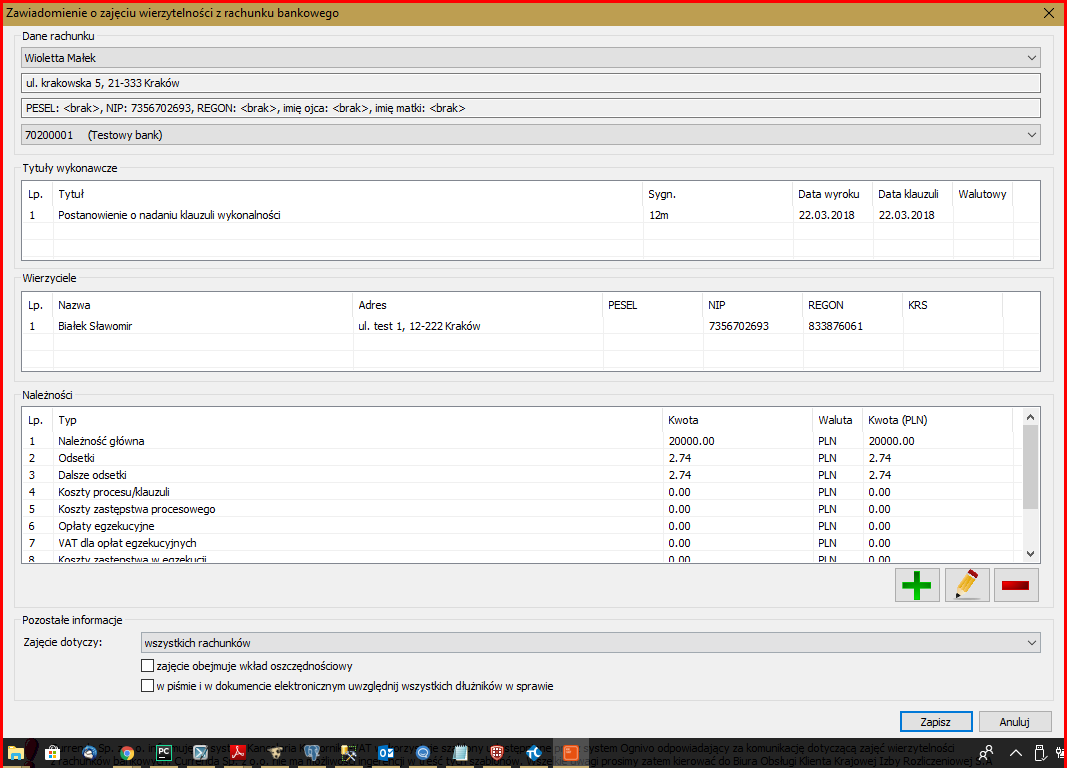 Zawiadomienie o zajęciu wierzytelności z rachunku bankowego
Dane rachunku
Wioletta Małek
ul. krakowska 5, 21-333 Kraków
PESEL: <brak>, NIP: 7356702693, REGON: <brak>, imię ojca: <brak>, imię matki: <brak>
70200001 (Testowy bank)
Tytuły wykonawcze
Lp. Tytuł Sygn. Data wyroku Data klauzuli Walutowy
1 Postanowienie o nadaniu klauzuli wykonalności 12m 22.03.2018 22.03.2018
Wierzyciele
Lp. Nazwa Adres PESEL NIP REGON KRS
1 Białek Sławomir ul. test 1, 12-222 Kraków 7356702693 833876061
Należności
Lp. Typ Kwota Waluta Kwota (PLN)
1 Należność główna 20000.00 PLN 20000.00
2 Odsetki 2.74 PLN 2.74
3 Dalsze odsetki 2.74 PLN 2.74
4 Koszty procesu/klauzuli 0.00 PLN 0.00
5 Koszty zastępstwa procesowego 0.00 PLN 0.00
6 Opłaty egzekucyjne 0.00 PLN 0.00
7 VAT dla opłat egzekucyjnych 0.00 PLN 0.00
8 Koszty zastępstwa w egzekucji 0.00 PLN 0.00
Pozostałe informacje
Zajęcie dotyczy: wszystkich rachunków
zajęcie obejmuje wkład oszczędnościowy
w piśmie i w dokumencie elektronicznym uwzględnij wszystkich dłużników w sprawie
Zapisz Anuluj
system Ognivo odpowiadający za komunikację dotyczącą zajęć wierzytelności
prosimy zatem kierować do Biura Obsługi Klienta Krajowej Izby Rozliczeniowej